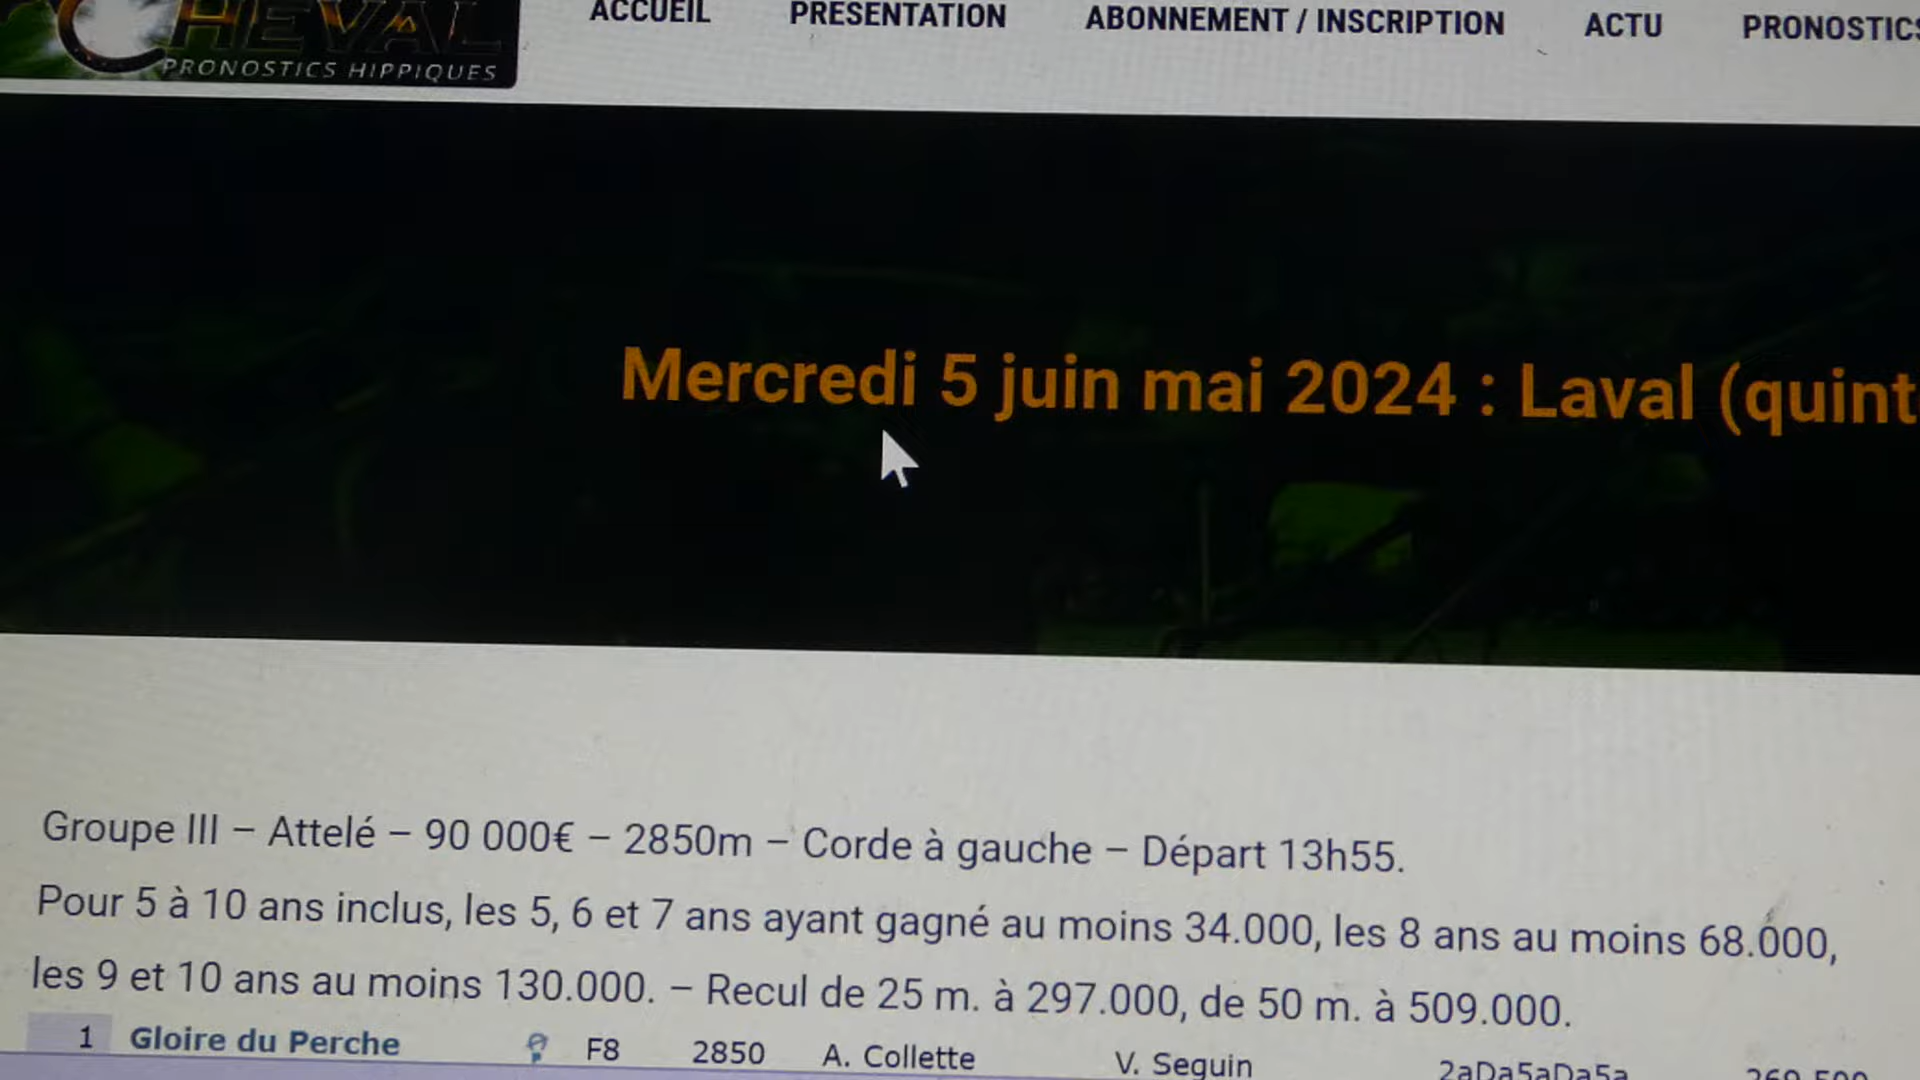 CHEVAL
PRONOSTICS HIPPIQUES
ACCUEIL PRESENTATION ABONNEMENT / INSCRIPTION ACTU PRONOSTICS
Mercredi 5 juin mai 2024 : Laval (quint
Groupe III – Attelé – 90 000€ – 2850m – Corde à gauche – Départ 13h55.
Pour 5 à 10 ans inclus, les 5, 6 et 7 ans ayant gagné au moins 34.000, les 8 ans au moins 68.000,
les 9 et 10 ans au moins 130.000. – Recul de 25 m. à 297.000, de 50 m. à 509.000.
1 Gloire du Perche F8 2850 A. Collette V. Seguin 2aDa5aDa5a